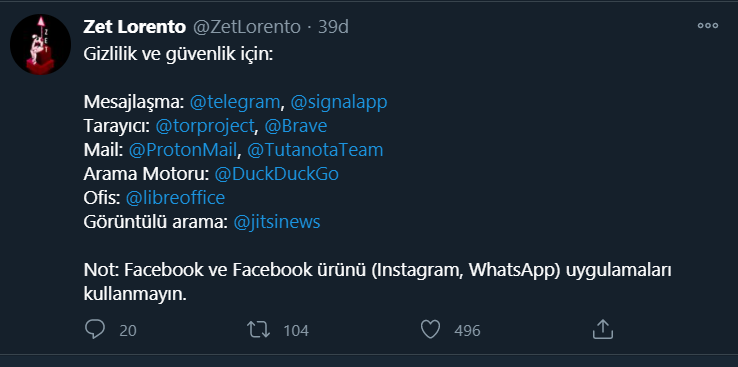 Zet Lorento @ZetLorento · 39d
Gizlilik ve güvenlik için:
Mesajlaşma: @telegram, @signalapp
Tarayıcı: @torproject, @Brave
Mail: @ProtonMail, @TutanotaTeam
Arama Motoru: @DuckDuckGo
Ofis: @libreoffice
Görüntülü arama: @jitsinews
Not: Facebook ve Facebook ürünü (Instagram, WhatsApp) uygulamaları
kullanmayın.
20 104 496